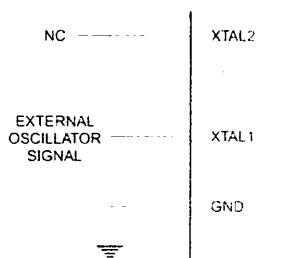 NC XTAL2
EXTERNAL
OSCILLATOR XTAL1
SIGNAL
GND